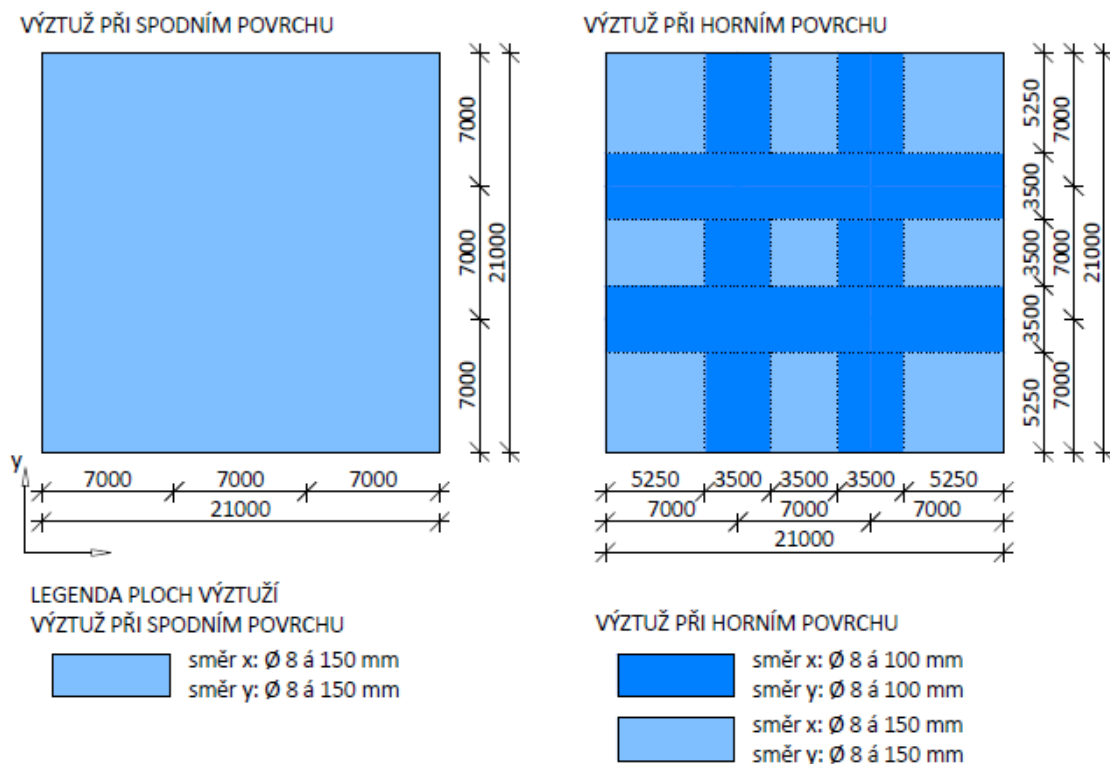 VÝZTUŽ PŘI SPODNÍM POVRCHU
7000
7000
7000
21000
y
7000 7000 7000
21000
VÝZTUŽ PŘI HORNÍM POVRCHU
5250
3500
3500
3500
5250
7000
7000
7000
21000
5250 3500 3500 3500 5250
7000 7000 7000
21000
LEGENDA PLOCH VÝZTUŽÍ
VÝZTUŽ PŘI SPODNÍM POVRCHU
směr x: Ø 8 á 150 mm
směr y: Ø 8 á 150 mm
VÝZTUŽ PŘI HORNÍM POVRCHU
směr x: Ø 8 á 100 mm
směr y: Ø 8 á 100 mm
směr x: Ø 8 á 150 mm
směr y: Ø 8 á 150 mm